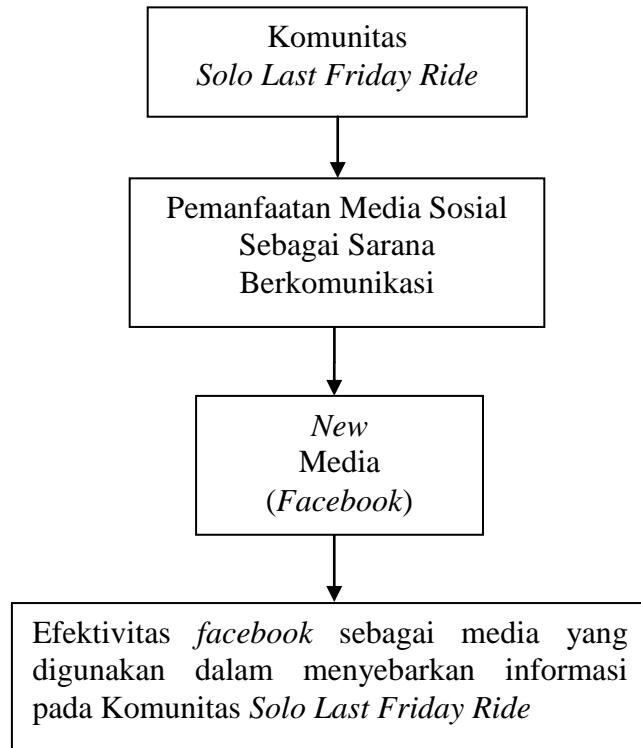 Komunitas
Solo Last Friday Ride
Pemanfaatan Media Sosial
Sebagai Sarana
Berkomunikasi
New
Media
(Facebook)
Efektivitas facebook sebagai media yang
digunakan dalam menyebarkan informasi
pada Komunitas Solo Last Friday Ride